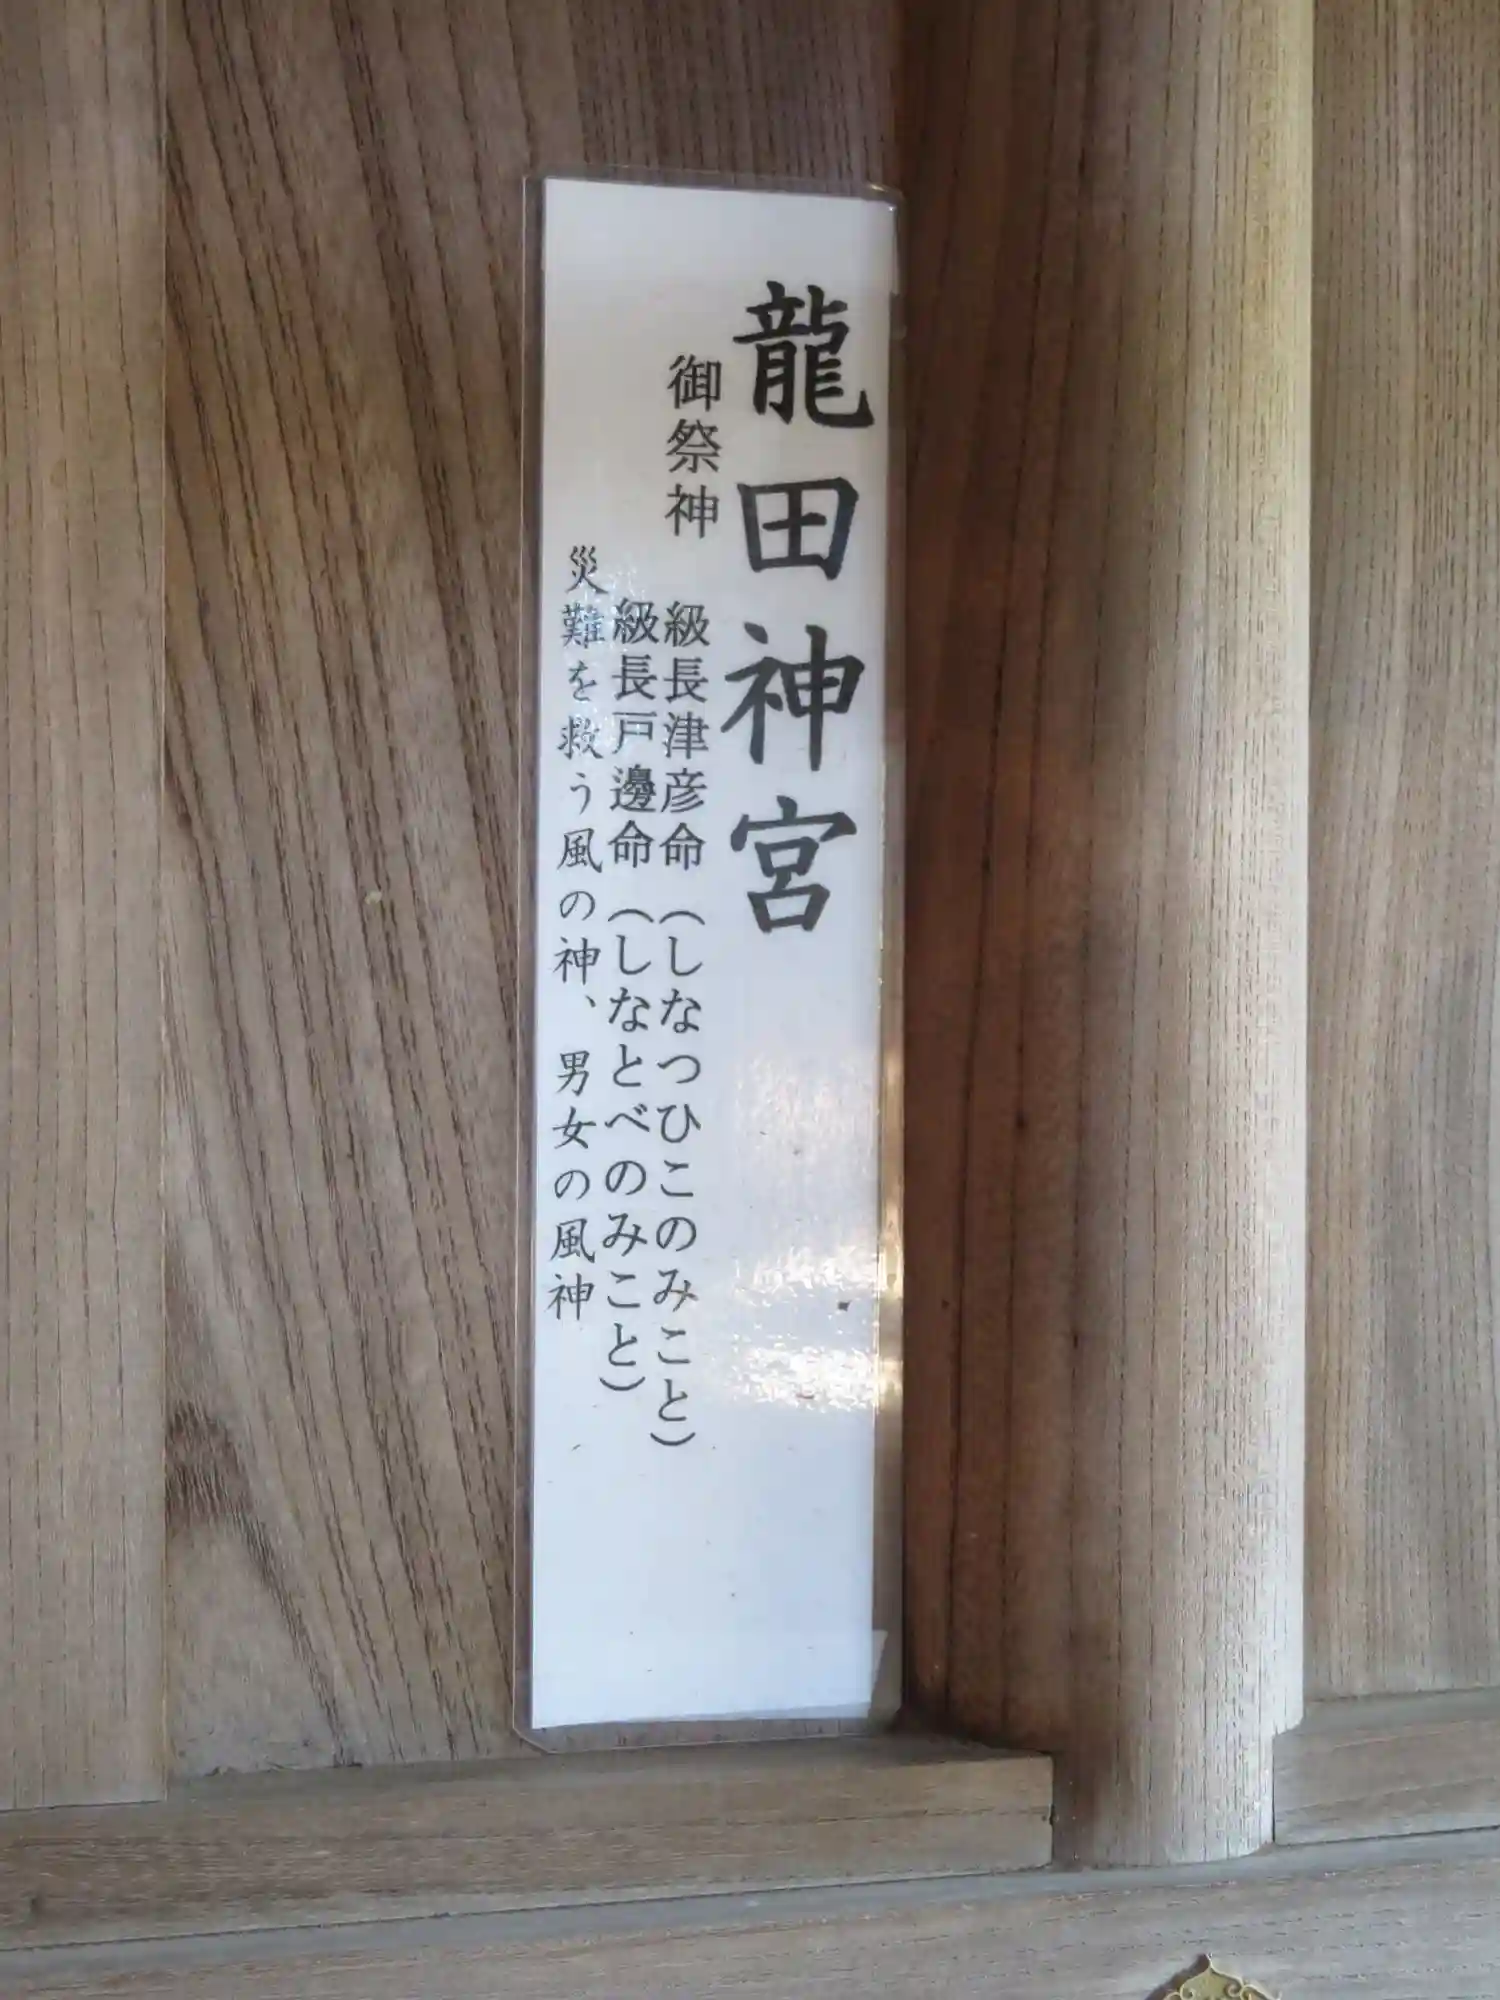 龍田神宮
御祭神
級長津彦命（しなつひこのみこと）
級長戸邊命（しなとべのみこと）
災難を救う風の神、男女の風神